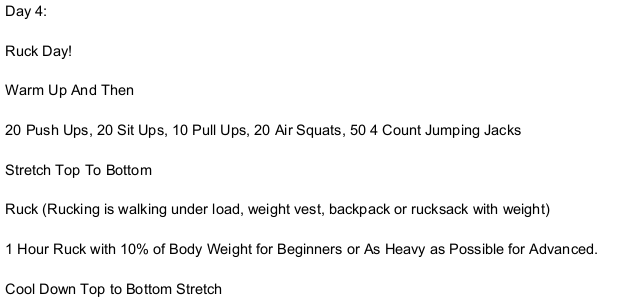 Day 4:
Ruck Day!
Warm Up And Then
20 Push Ups, 20 Sit Ups, 10 Pull Ups, 20 Air Squats, 50 4 Count Jumping Jacks
Stretch Top To Bottom
Ruck (Rucking is walking under load, weight vest, backpack or rucksack with weight)
1 Hour Ruck with 10% of Body Weight for Beginners or As Heavy as Possible for Advanced.
Cool Down Top to Bottom Stretch